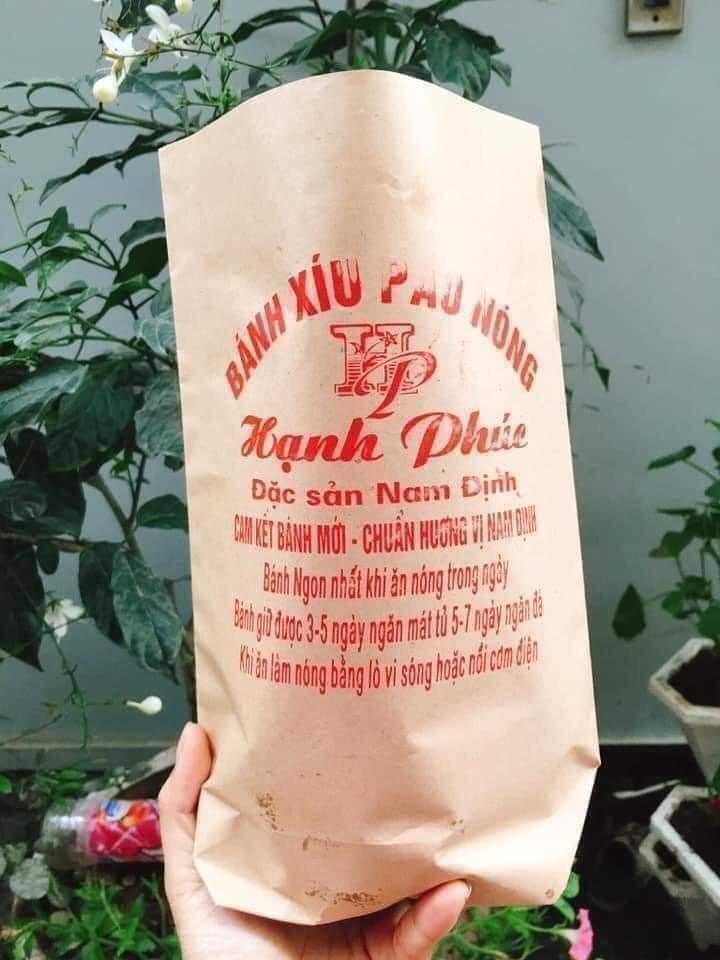 BÁNH XÍU PAO NÓNG
HP
Hạnh Phúc
Đặc sản Nam Định
CAM KẾT BÁNH MỚI - CHUẨN HƯƠNG VỊ NAM ĐỊNH
Bánh Ngon nhất khi ăn nóng trong ngày
Bánh giữ được 3-5 ngày ngăn mát tủ 5-7 ngày ngăn đá
Khi ăn làm nóng bằng lò vi sóng hoặc nồi cơm điện